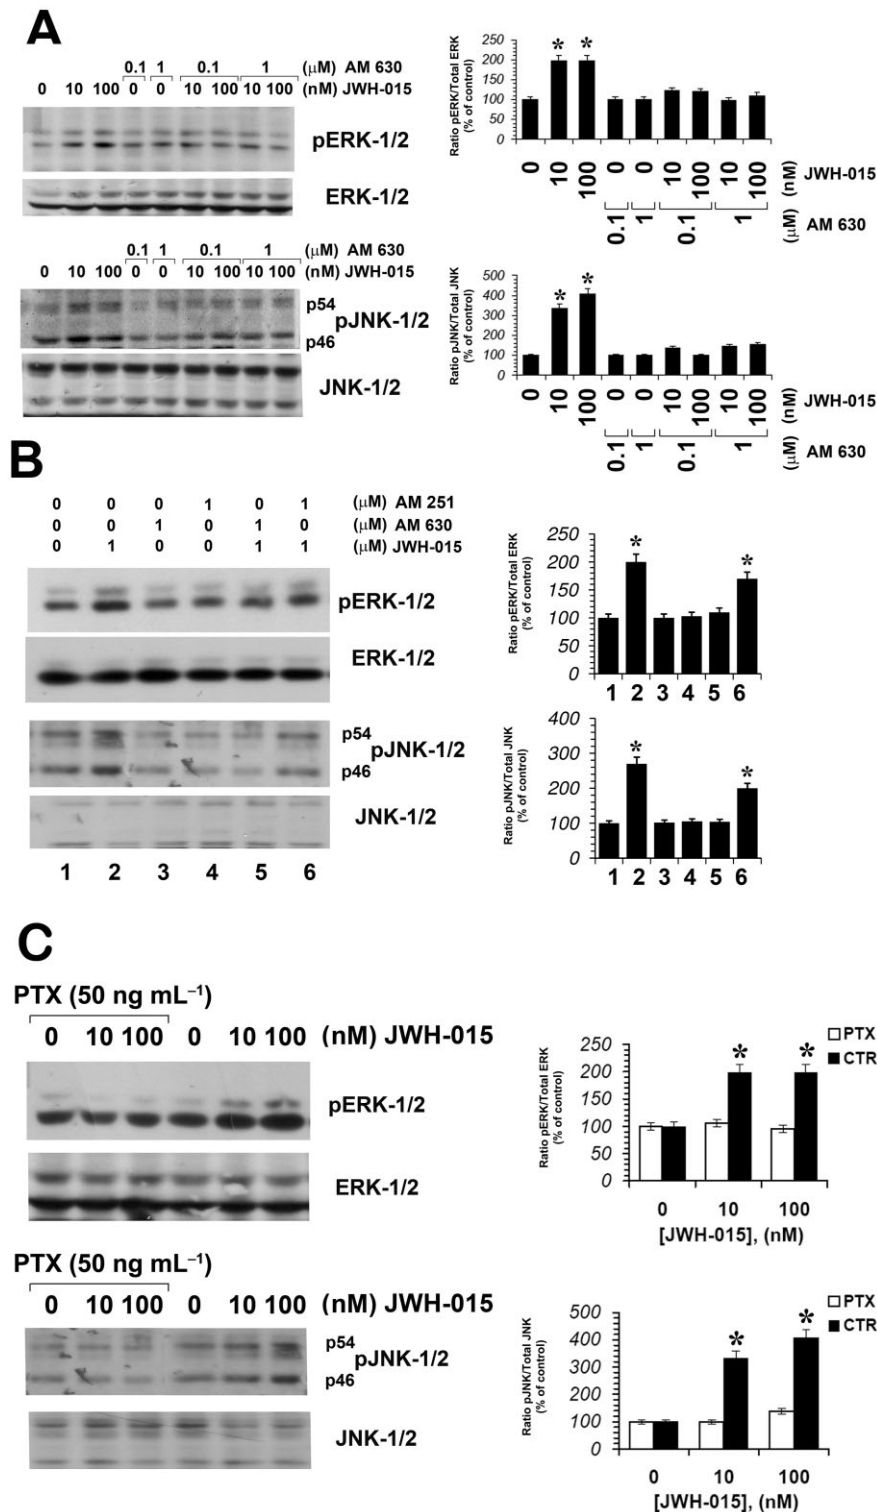 A
0.1 1 0.1 1 (μM) AM 630
0 10 100 0 0 10 100 10 100 (nM) JWH-015
pERK-1/2
ERK-1/2
0.1 1 0.1 1 (μM) AM 630
0 10 100 0 0 10 100 10 100 (nM) JWH-015
p54
pJNK-1/2
p46
JNK-1/2
Ratio pERK/Total ERK
(% of control)
250
200
150
100
50
0
* *
0 10 100 0 0 10 100 10 100 (nM) JWH-015
0.1 1 0.1 1 (μM) AM 630
Ratio pJNK/Total JNK
(% of control)
500
400
300
200
100
0
* *
0 10 100 0 0 10 100 10 100 (nM) JWH-015
0.1 1 0.1 1 (μM) AM 630
B
0 0 0 1 0 1 (μM) AM 251
0 0 1 0 1 0 (μM) AM 630
0 1 0 0 1 1 (μM) JWH-015
pERK-1/2
ERK-1/2
p54
pJNK-1/2
p46
JNK-1/2
1 2 3 4 5 6
Ratio pERK/Total ERK
(% of control)
250
200
150
100
50
0
* *
1 2 3 4 5 6
Ratio pJNK/Total JNK
(% of control)
400
300
200
100
0
* *
1 2 3 4 5 6
C
PTX (50 ng mL⁻¹)
0 10 100 0 10 100 (nM) JWH-015
pERK-1/2
ERK-1/2
PTX (50 ng mL⁻¹)
0 10 100 0 10 100 (nM) JWH-015
p54
pJNK-1/2
p46
JNK-1/2
Ratio pERK/Total ERK
(% of control)
250
200
150
100
50
0
* *
PTX
CTR
0 10 100
[JWH-015], (nM)
Ratio pJNK/Total JNK
(% of control)
500
400
300
200
100
0
* *
PTX
CTR
0 10 100
[JWH-015], (nM)